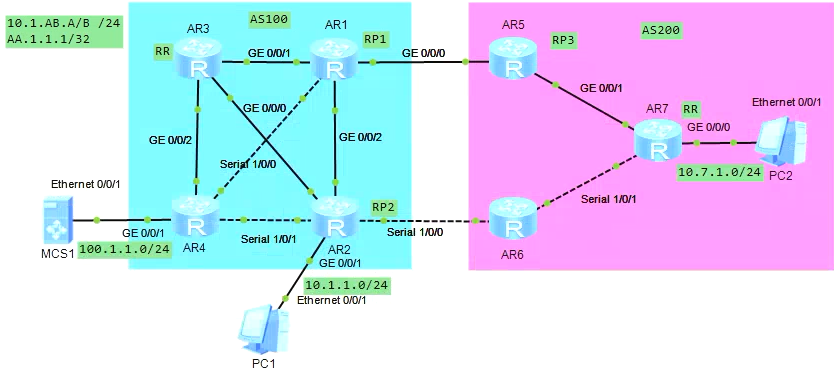 10.1.AB.A/B /24
AA.1.1.1/32
AS100
AR3
RR
GE 0/0/1
AR1
RP1
GE 0/0/0
AR5
RP3
AS200
GE 0/0/1
GE 0/0/0
GE 0/0/2
GE 0/0/2
Serial 1/0/0
AR7
RR
GE 0/0/0
Ethernet 0/0/1
10.7.1.0/24
PC2
Serial 1/0/1
Ethernet 0/0/1
MCS1
100.1.1.0/24
GE 0/0/1
AR4
Serial 1/0/1
RP2
AR2
Serial 1/0/0
AR6
GE 0/0/1
10.1.1.0/24
Ethernet 0/0/1
PC1
R
R
R
R
R
R
R